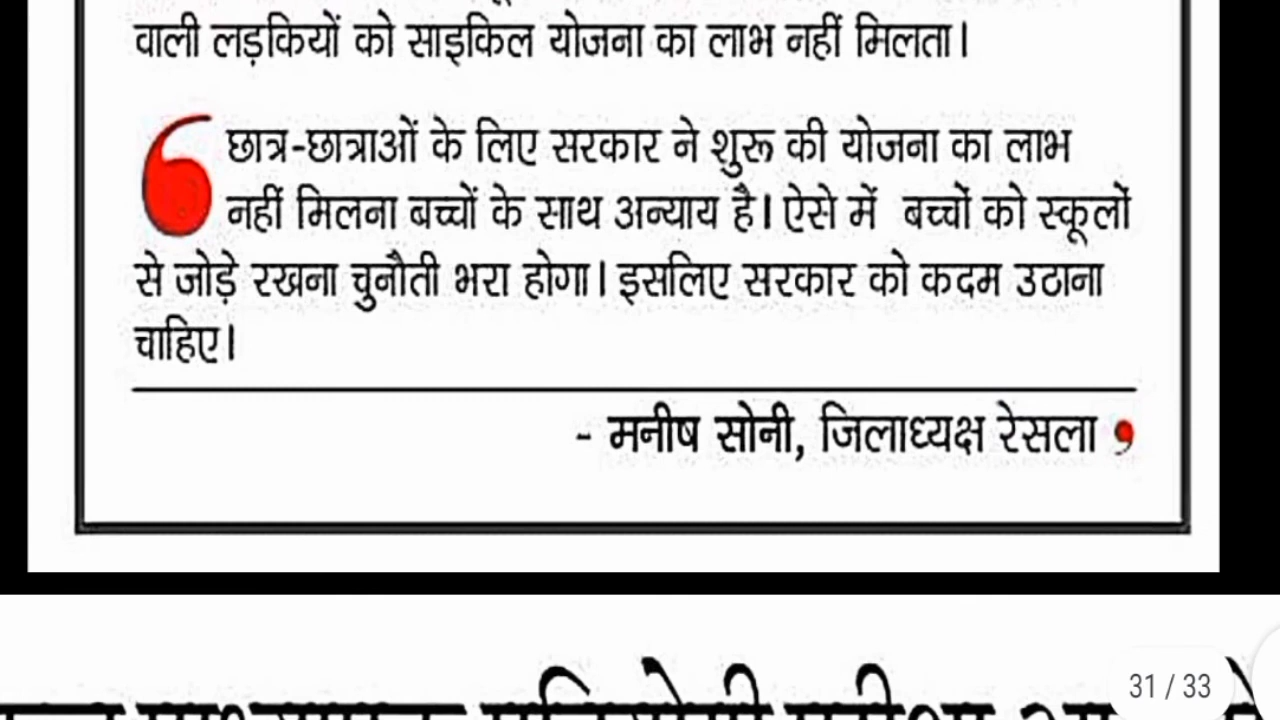 वाली लड़कियों को साइकिल योजना का लाभ नहीं मिलता।
छात्र-छात्राओं के लिए सरकार ने शुरू की योजना का लाभ
नहीं मिलना बच्चों के साथ अन्याय है। ऐसे में बच्चों को स्कूलों
से जोड़े रखना चुनौती भरा होगा। इसलिए सरकार को कदम उठाना
चाहिए।
- मनीष सोनी, जिलाध्यक्ष रेसला
31 / 33